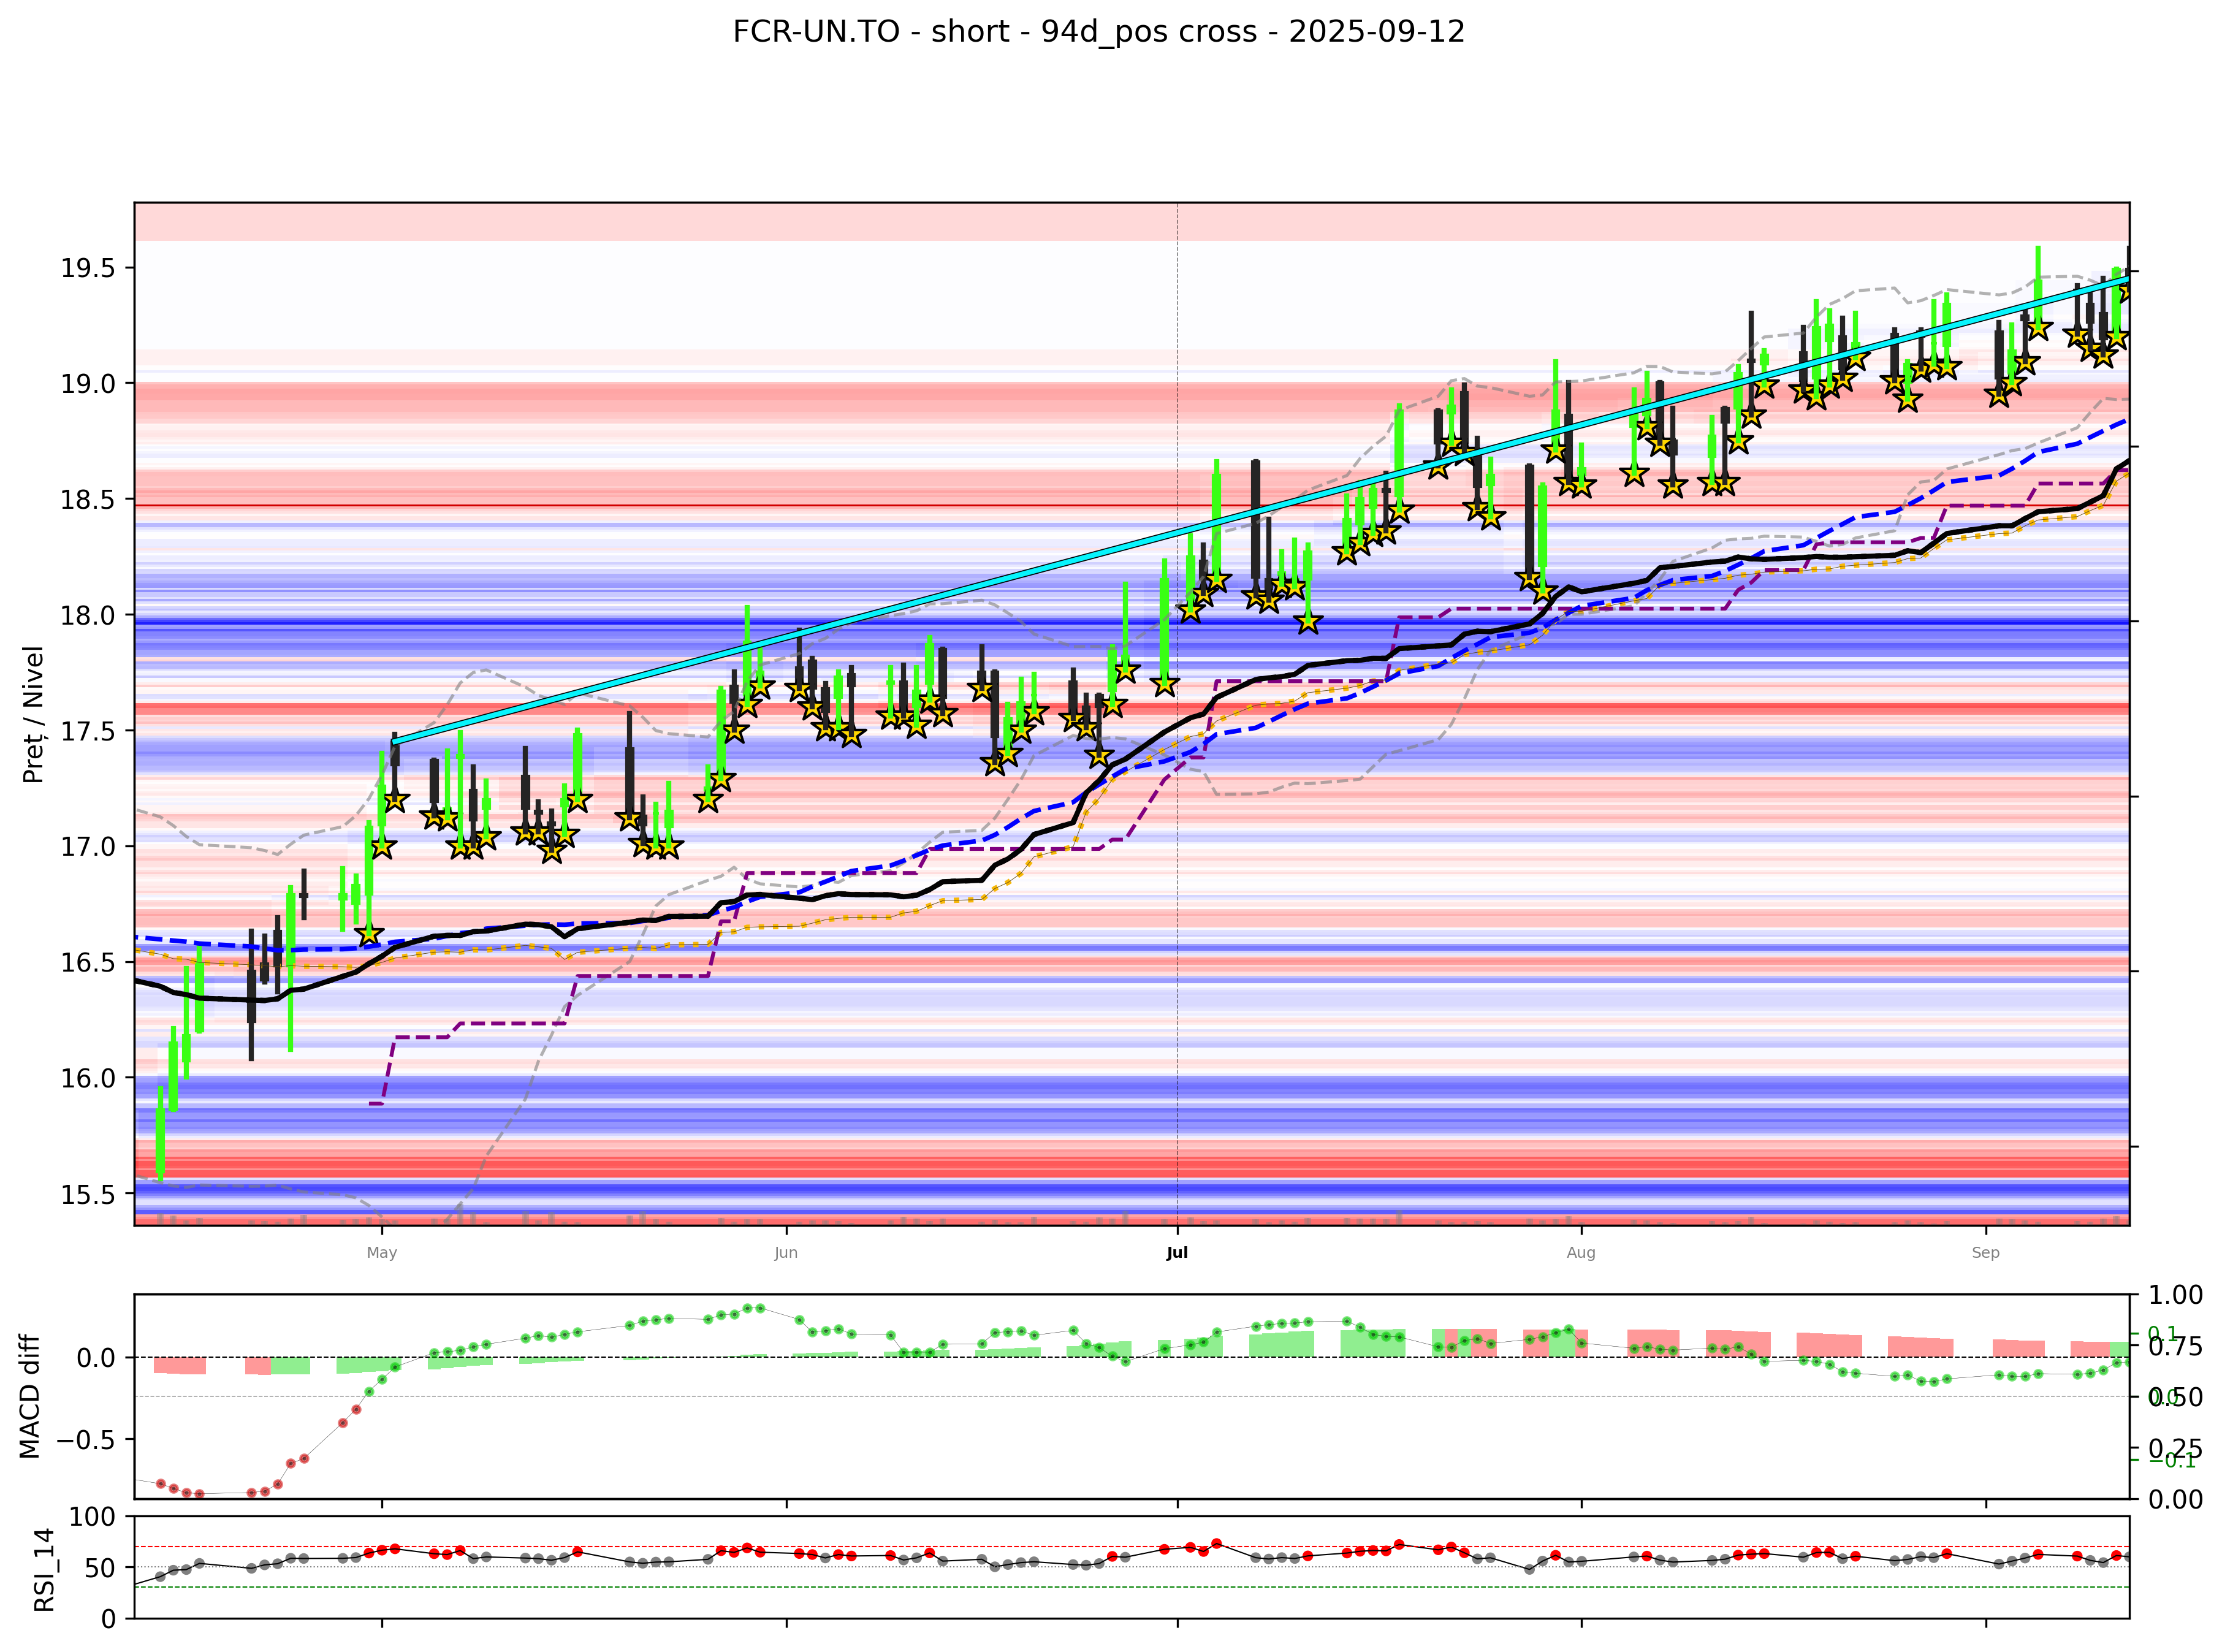 FCR-UN.TO - short - 94d_pos cross - 2025-09-12
Preț / Nivel
19.5
19.0
18.5
18.0
17.5
17.0
16.5
16.0
15.5
May
Jun
Jul
Aug
Sep
MACD diff
0.0
−0.5
1.00
0.75
0.50
0.25
0.00
0.1
0.0
−0.1
RSI_14
100
50
0